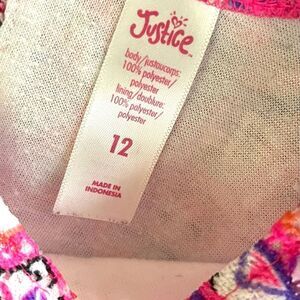 Justice
body/justaucorps:
100% polyester/
polyester
lining/doublure:
100% polyester/
polyester
12
MADE IN
INDONESIA